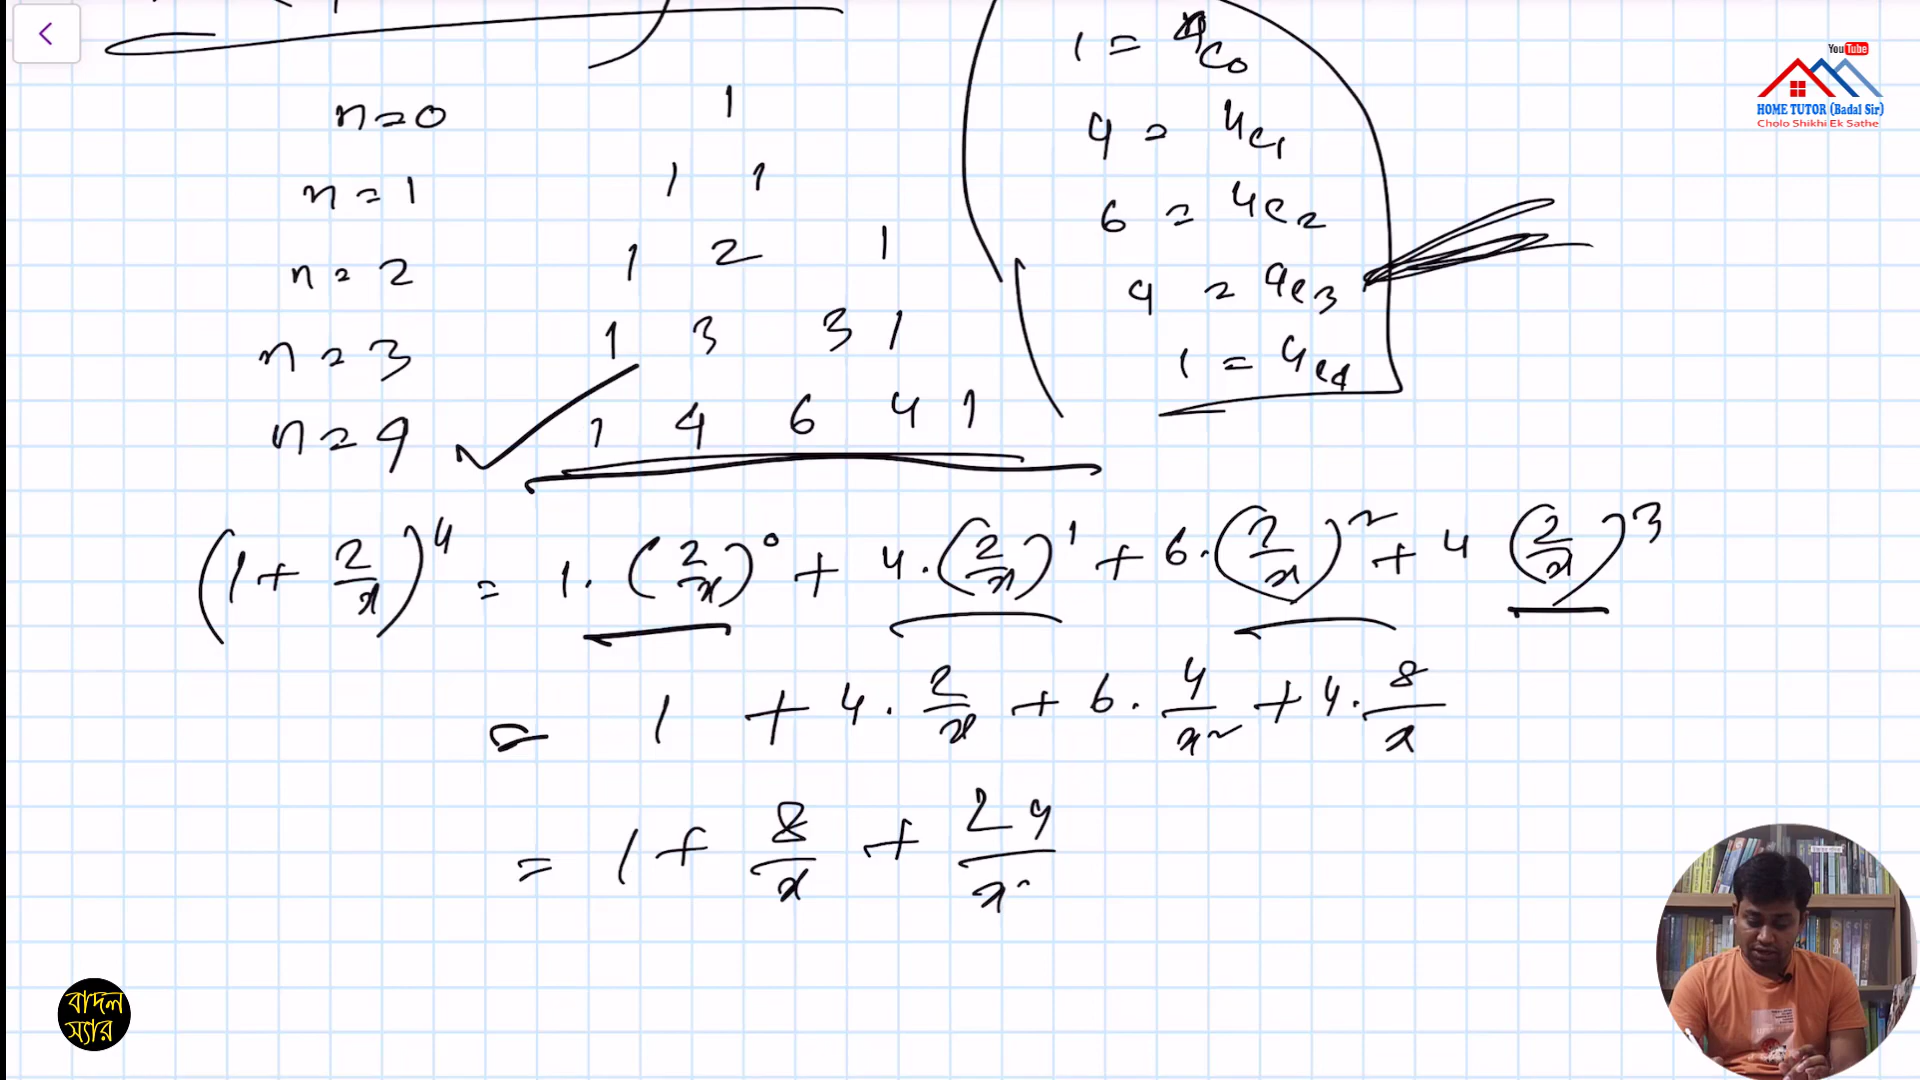 1 = 4C0
YouTube
HOME TUTOR (Badal Sir)
Cholo Shikhi Ek Sathe
n=0 1
4 = 4C1
n=1 1 1
6 = 4C2
n=2 1 2 1
4 = 4C3
n=3 1 3 3 1
1 = 4C4
n=4 1 4 6 4 1
(1+2/x)^4 = 1.(2/x)^0 + 4.(2/x)^1 + 6.(2/x)^2 + 4(2/x)^3
= 1 + 4.2/x + 6.4/x^2 + 4.8/x
= 1+ 8/x + 24/x^2
বাদল
স্যার